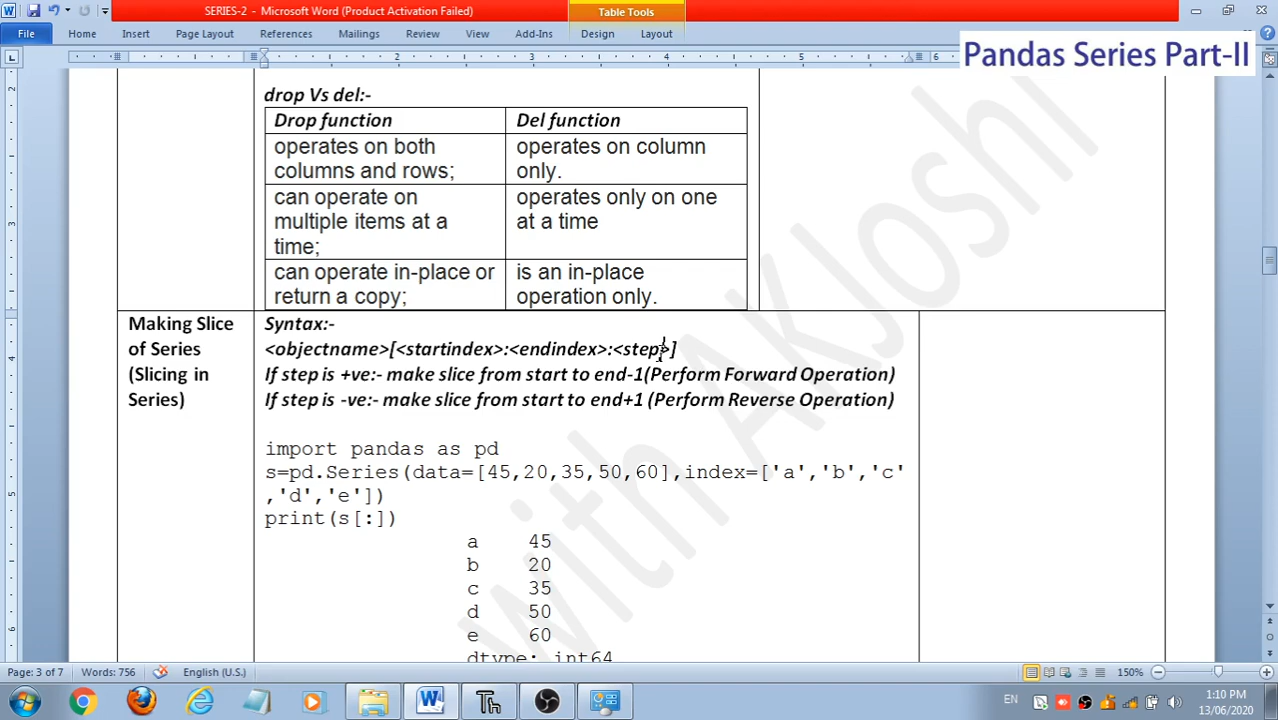 SERIES-2 - Microsoft Word (Product Activation Failed)
Table Tools
File Home Insert Page Layout References Mailings Review View Add-Ins Design Layout
Pandas Series Part-II
drop Vs del:-
Drop function Del function
operates on both operates on column
columns and rows; only.
can operate on operates only on one
multiple items at a at a time
time;
can operate in-place or is an in-place
return a copy; operation only.
Making Slice Syntax:-
of Series <objectname>[<startindex>:<endindex>:<step>]
(Slicing in If step is +ve:- make slice from start to end-1(Perform Forward Operation)
Series) If step is -ve:- make slice from start to end+1 (Perform Reverse Operation)
import pandas as pd
s=pd.Series(data=[45,20,35,50,60],index=['a','b','c'
,'d','e'])
print(s[:])
a 45
b 20
c 35
d 50
e 60
dtype: int64
with AKJoshi
Page: 3 of 7 Words: 756 English (U.S.) 150%
EN 1:10 PM
13/06/2020